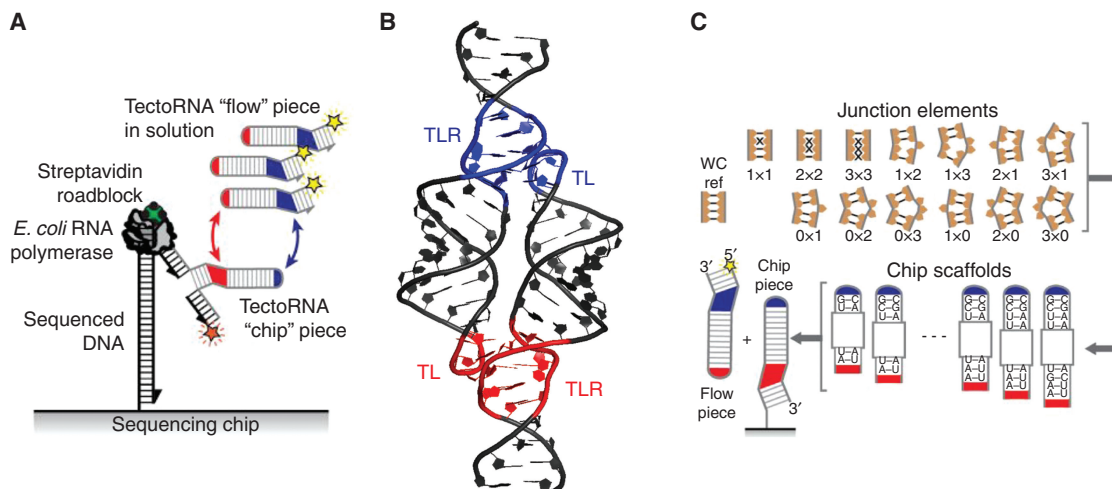 A
TectoRNA “flow” piece
in solution
Streptavidin
roadblock
E. coli RNA
polymerase
Sequenced
DNA
TectoRNA
“chip” piece
Sequencing chip
B
TLR
TL
TL
TLR
C
Junction elements
WC
ref
1×1
2×2
3×3
1×2
1×3
2×1
3×1
0×1
0×2
0×3
1×0
2×0
3×0
Chip scaffolds
3′
5′
Chip
piece
+
Flow
piece
3′
G–C
U–A
U–A
A–U
- - -